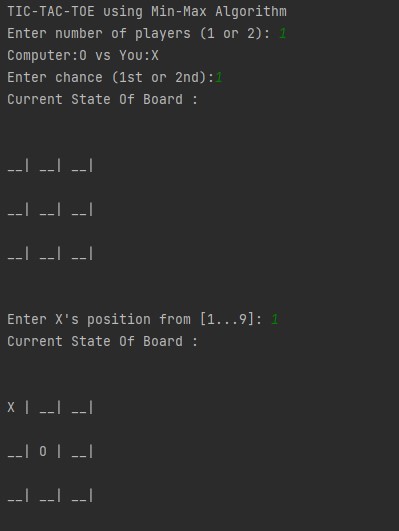 TIC-TAC-TOE using Min-Max Algorithm
Enter number of players (1 or 2): 1
Computer:O vs You:X
Enter chance (1st or 2nd):1
Current State Of Board :
__| __| __|
__| __| __|
__| __| __|
Enter X's position from [1...9]: 1
Current State Of Board :
X | __| __|
__| O | __|
__| __| __|